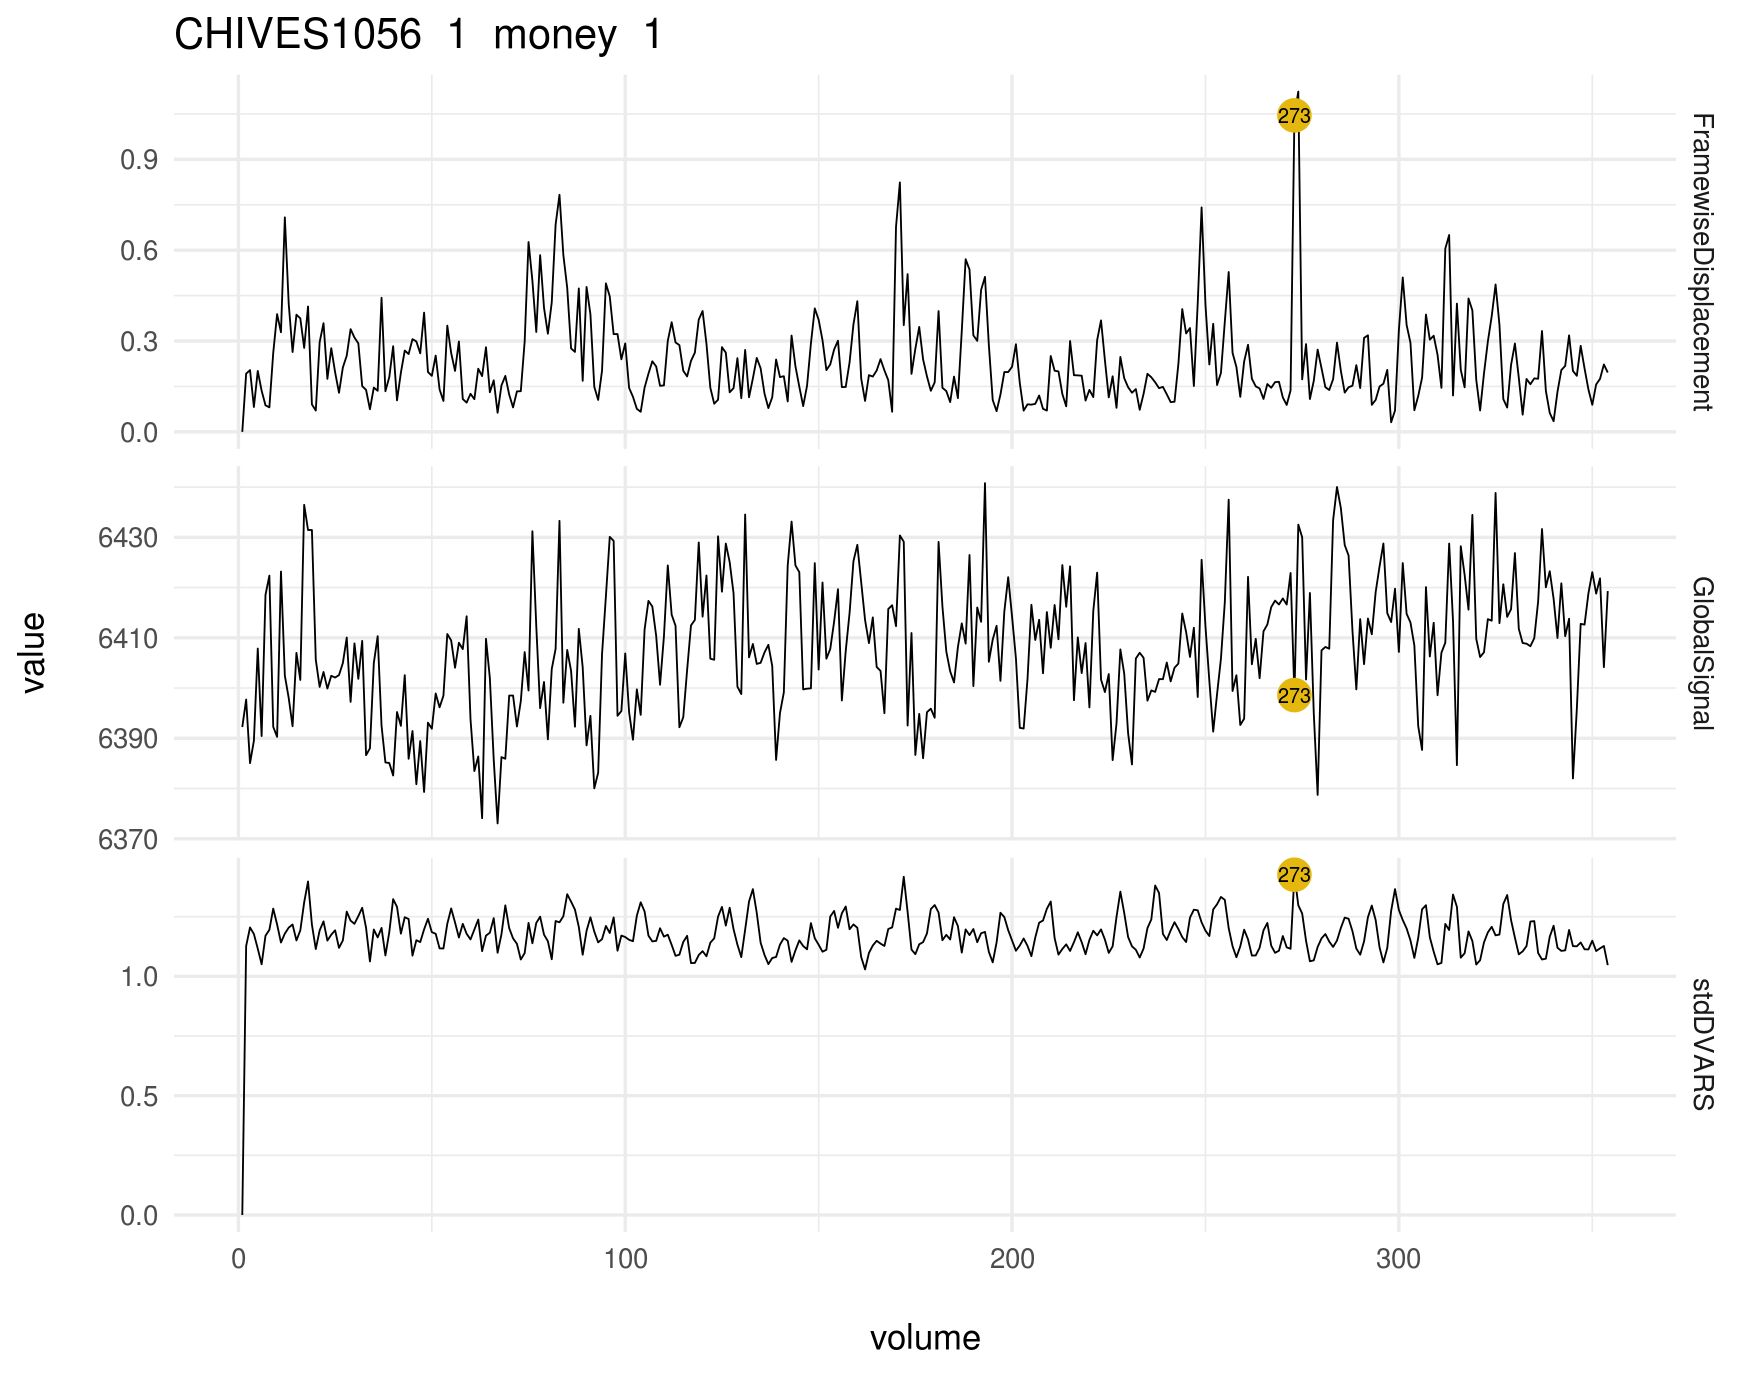 CHIVES1056 1 money 1
value
0.9
0.6
0.3
0.0
273
FramewiseDisplacement
6430
6410
6390
6370
273
GlobalSignal
1.0
0.5
0.0
273
stdDVARS
0 100 200 300
volume